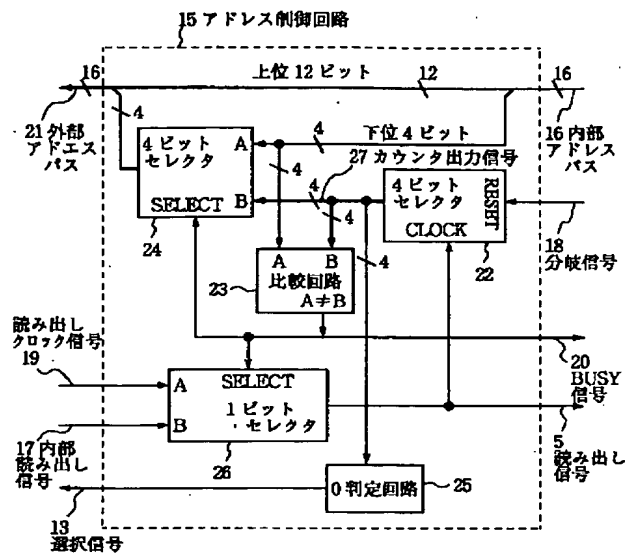 15 アドレス制御回路
16
上位 12 ビット
12
16
4
21 外部
アドエス
バス
4 ビット
セレクタ
A
B
SELECT
24
4
下位 4 ビット
16 内部
アドレス
バス
4
4
4
27 カウンタ出力信号
4 ビット
セレクタ
RESET
CLOCK
22
18
分岐信号
A
B
比較回路
A≠B
23
4
読み出し
クロック信号
19
20
BUSY
信号
A
B
SELECT
1 ビット
セレクタ
26
17 内部
読み出し
信号
5
読み出し
信号
0 判定回路
25
13
選択信号